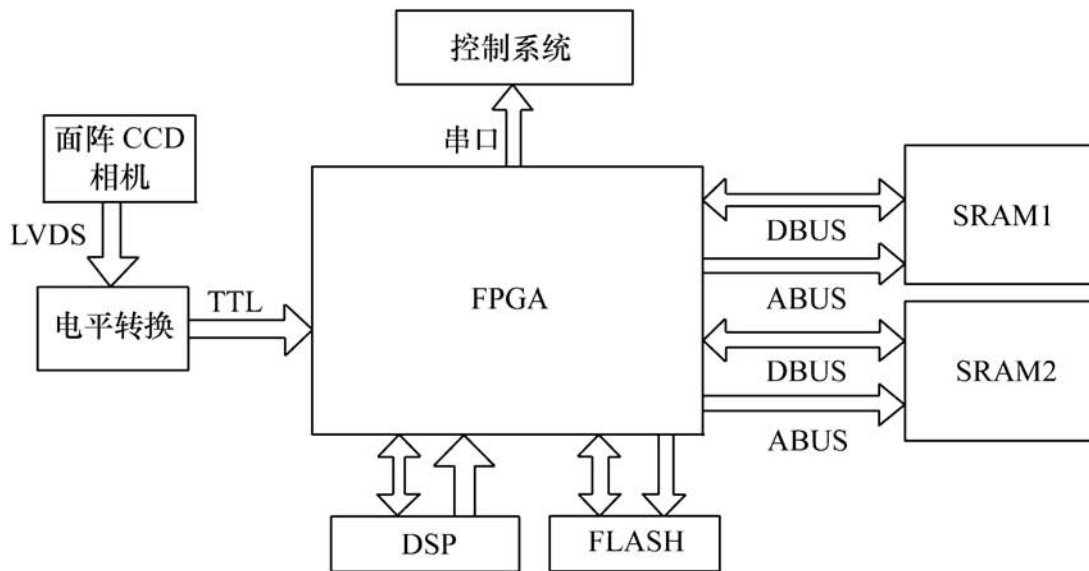 控制系统
串口
面阵 CCD
相机
LVDS
电平转换
TTL
FPGA
DBUS
ABUS
SRAM1
DBUS
ABUS
SRAM2
DSP
FLASH